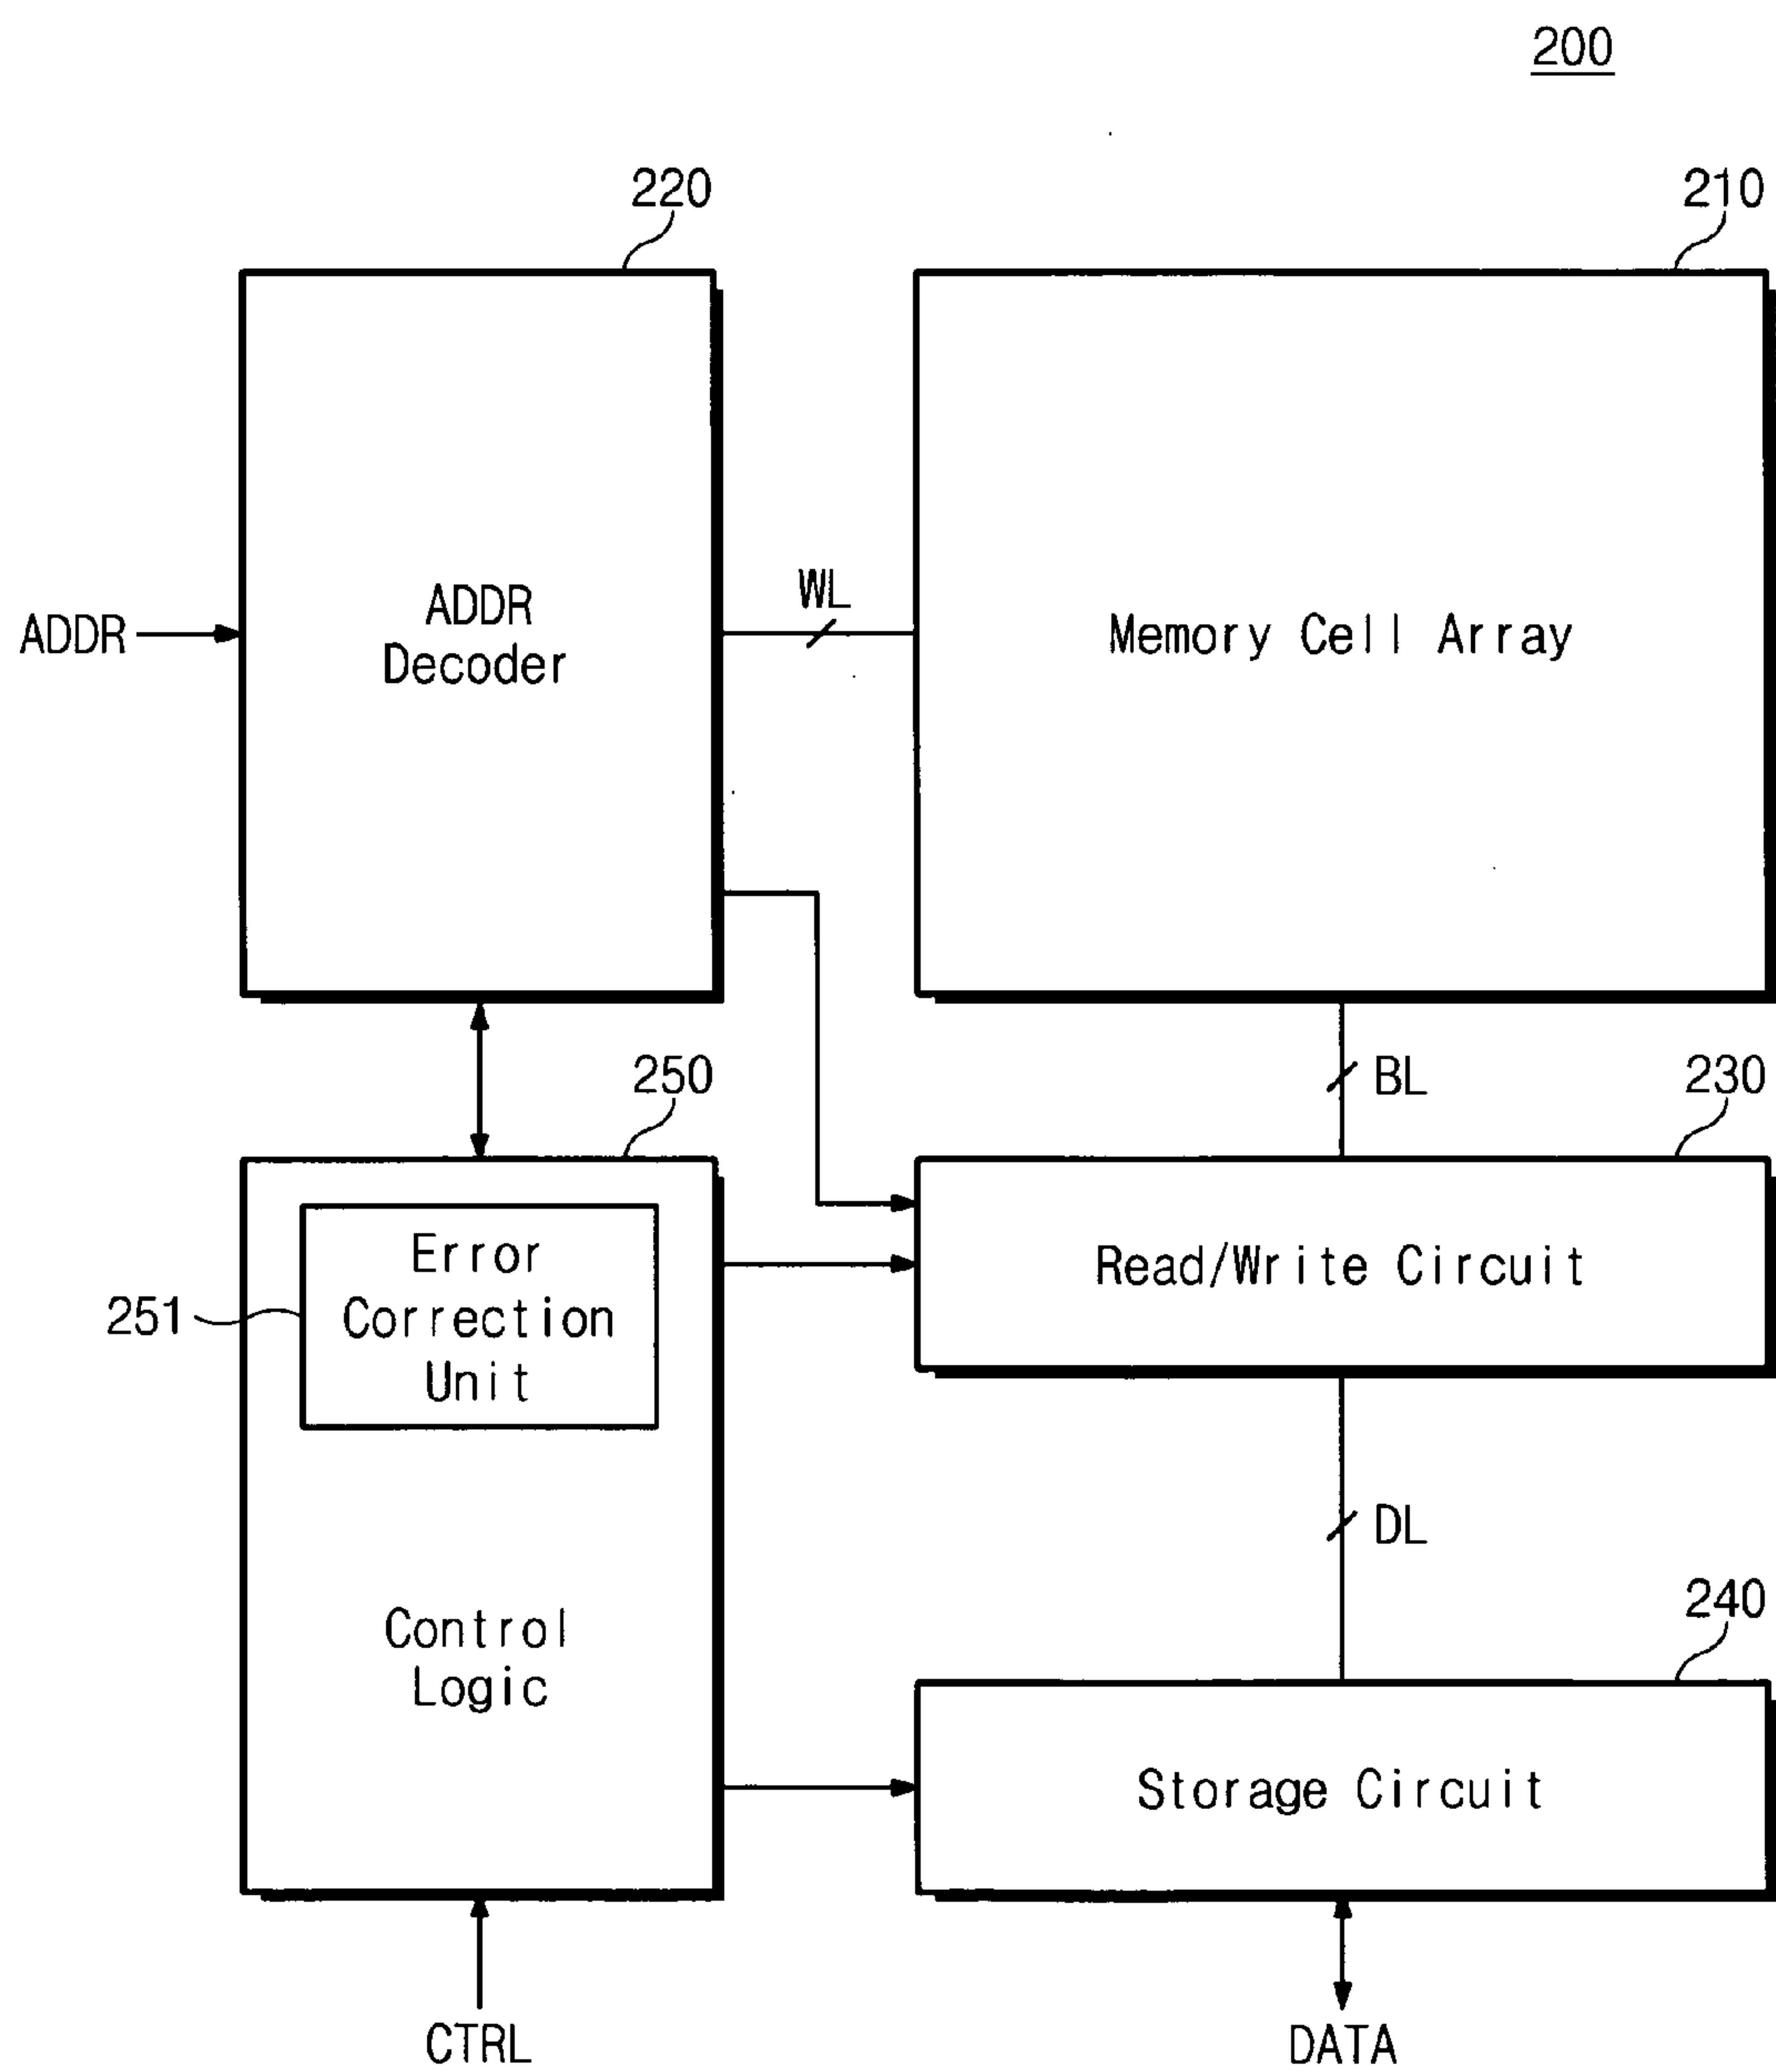 200
220
210
ADDR
ADDR
Decoder
WL
Memory Cell Array
250
BL
230
Error
Correction
Unit
251
Read/Write Circuit
DL
240
Control
Logic
Storage Circuit
CTRL
DATA